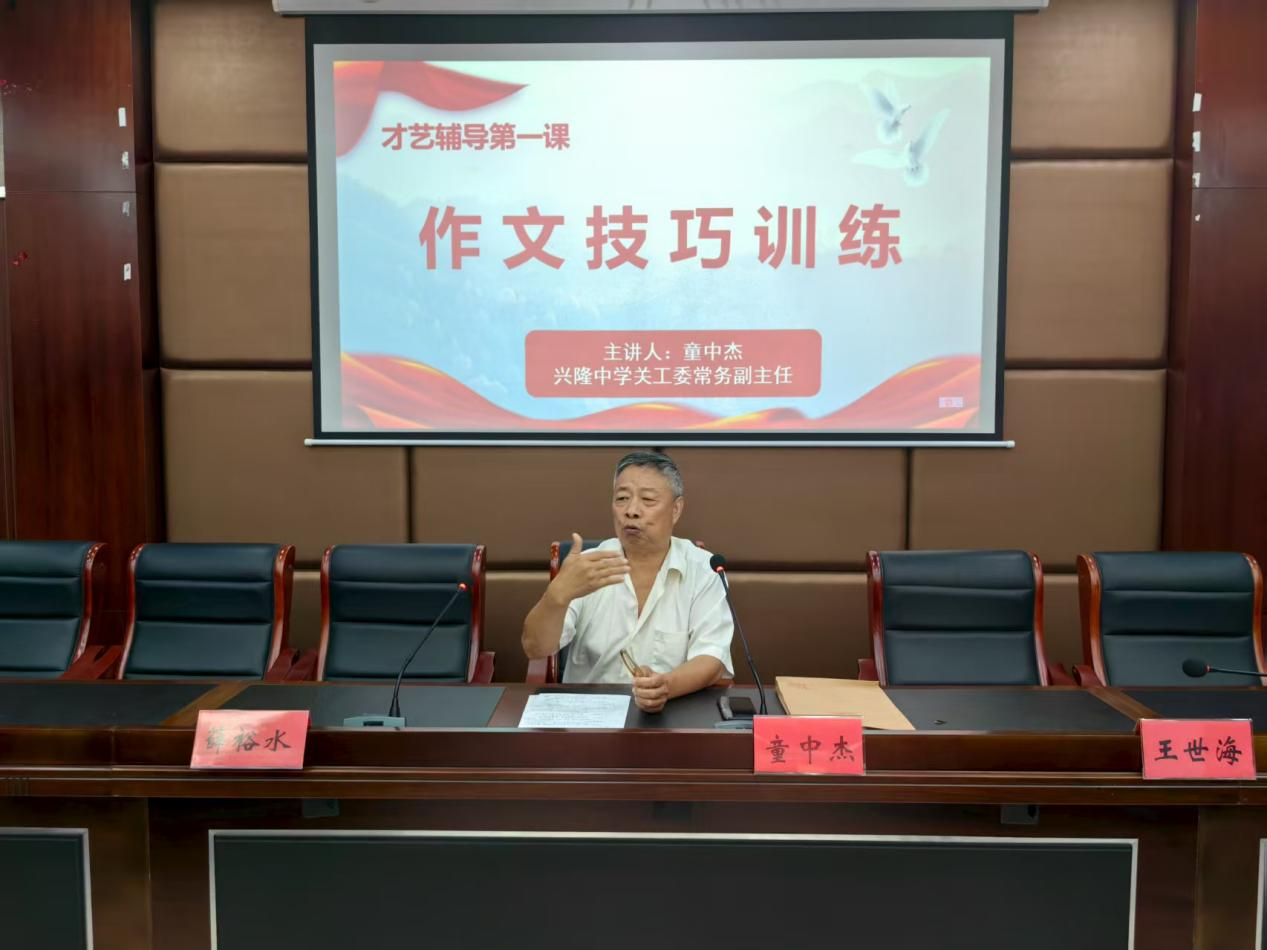 才艺辅导第一课
作文技巧训练
主讲人：童中杰
兴隆中学关工委常务副主任
薛裕水
童中杰
王世海